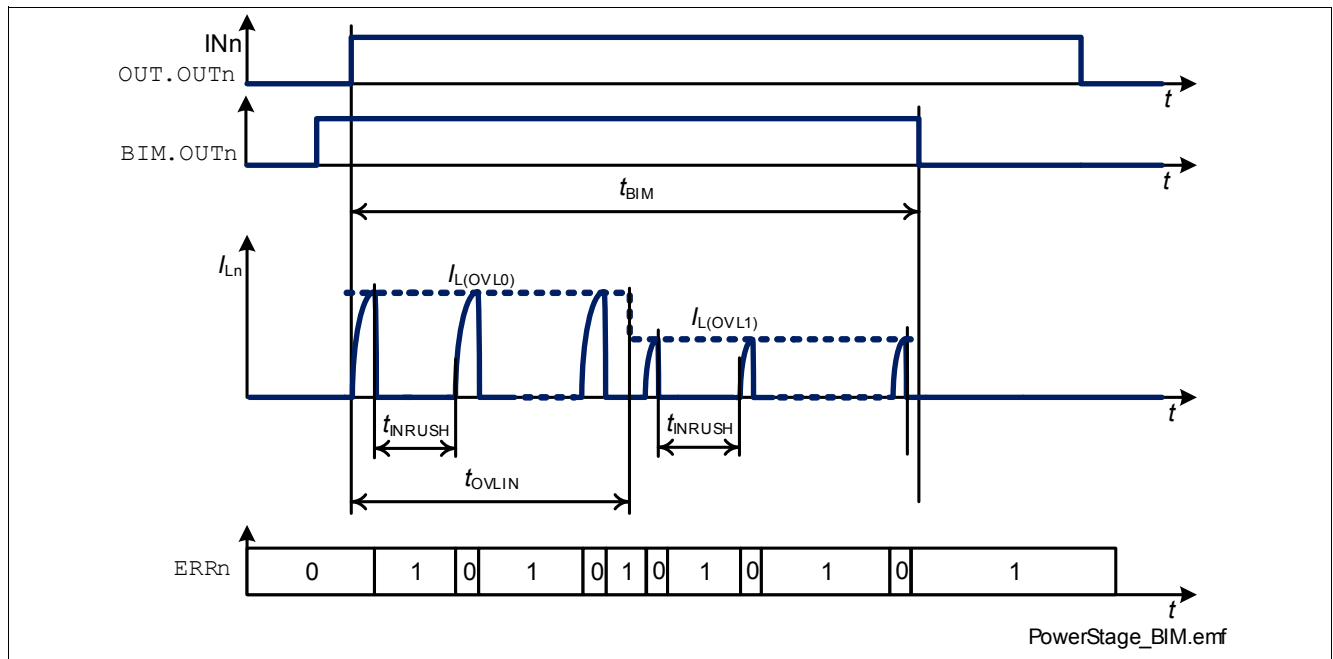 INn
OUT.OUTn
t
BIM.OUTn
t
tBIM
ILn
IL(OVL0)
IL(OVL1)
t
tINRUSH
tINRUSH
tOVLIN
ERRn
0 1 0 1 0 1 0 1 0 1 0 1
t
PowerStage_BIM.emf